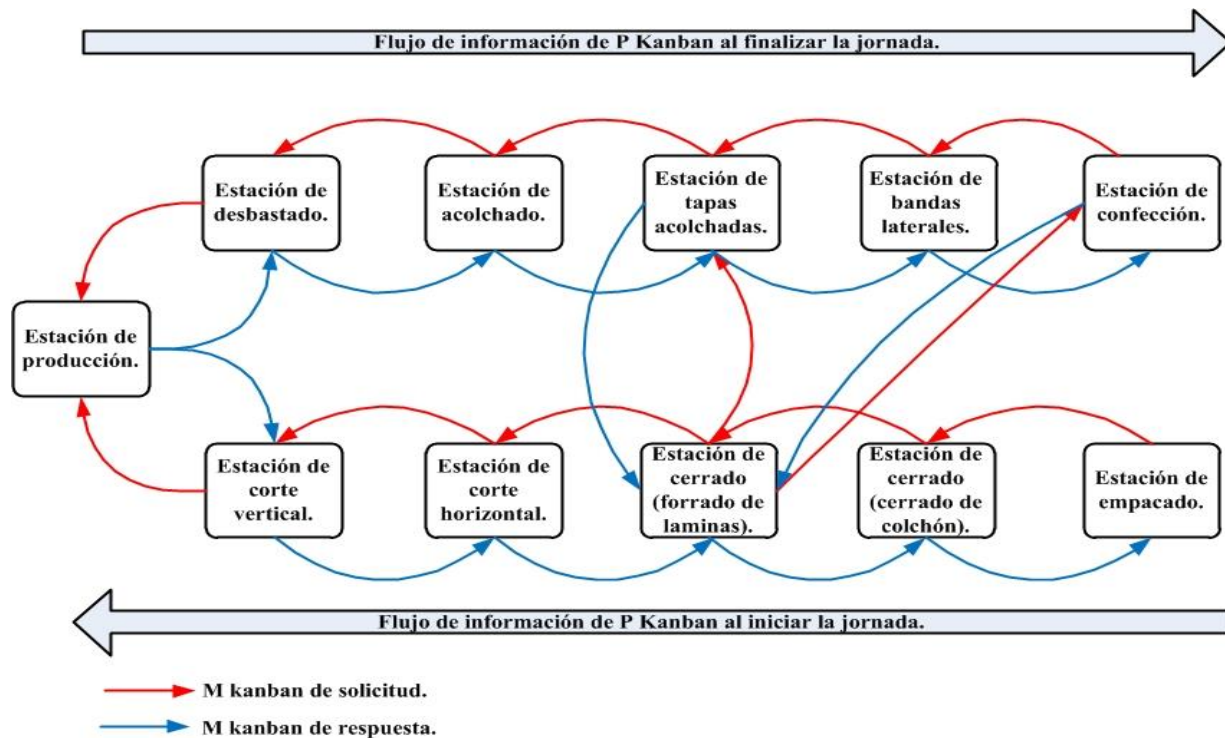 Flujo de información de P Kanban al finalizar la jornada.
Estación de
desbastado.
Estación de
acolchado.
Estación de
tapas
acolchadas.
Estación de
bandas
laterales.
Estación de
confección.
Estación de
producción.
Estación de
corte
vertical.
Estación de
corte
horizontal.
Estación de
cerrado
(forrado de
laminas).
Estación de
cerrado
(cerrado de
colchón).
Estación de
empacado.
Flujo de información de P Kanban al iniciar la jornada.
M kanban de solicitud.
M kanban de respuesta.